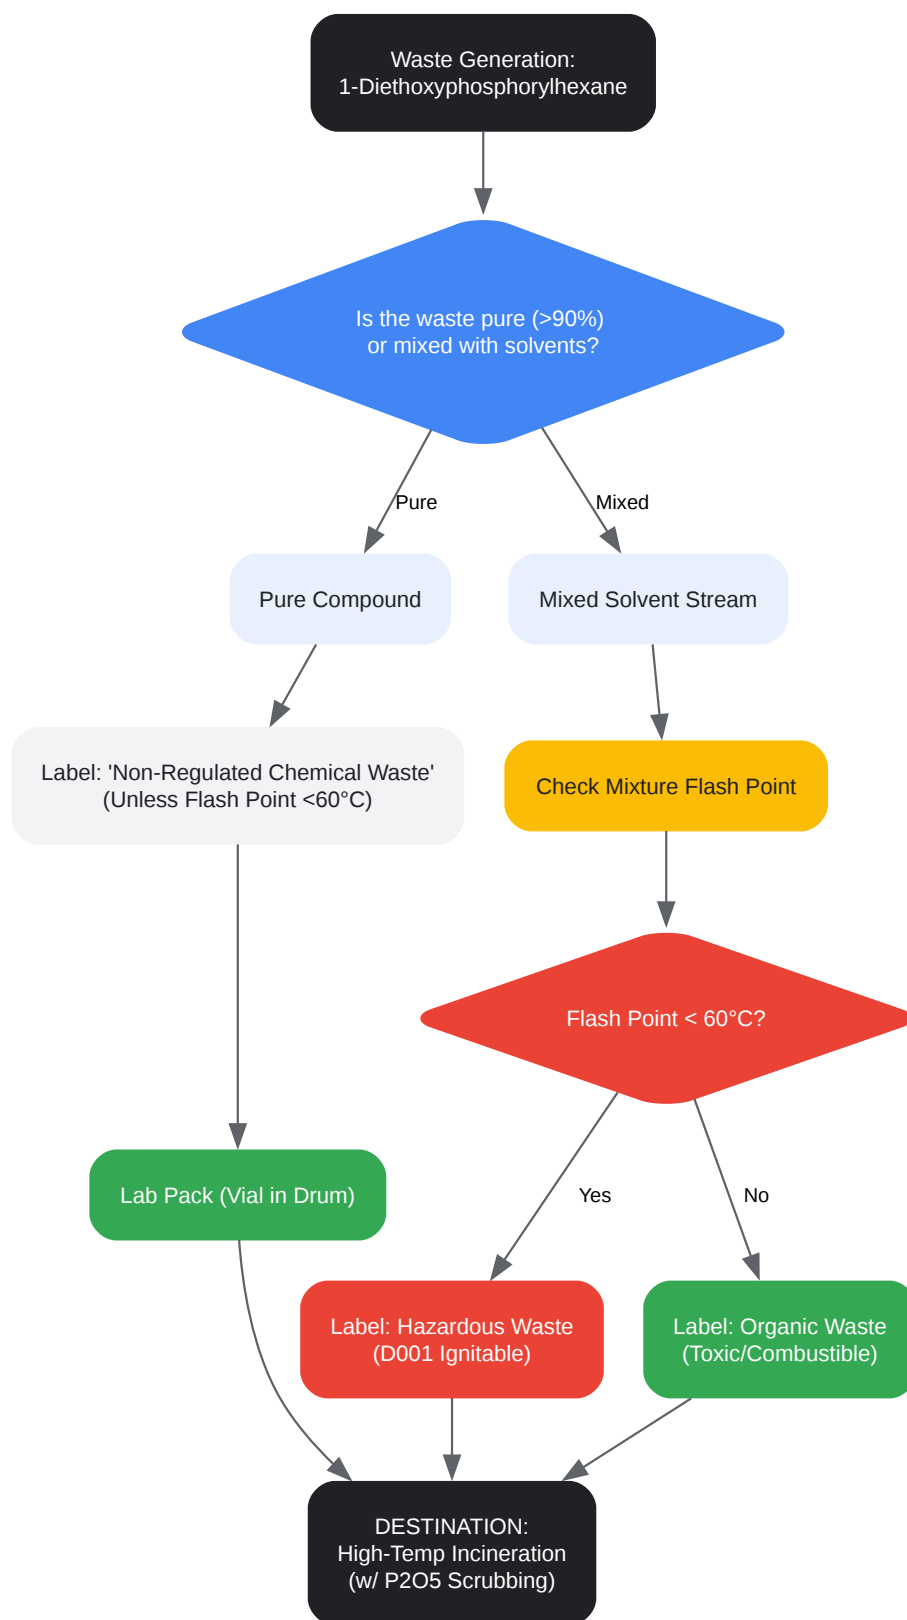 Waste Generation:
1-Diethoxyphosphorylhexane
Is the waste pure (>90%)
or mixed with solvents?
Pure
Mixed
Pure Compound
Mixed Solvent Stream
Label: 'Non-Regulated Chemical Waste'
(Unless Flash Point <60°C)
Check Mixture Flash Point
Flash Point < 60°C?
Lab Pack (Vial in Drum)
Yes
No
Label: Hazardous Waste
(D001 Ignitable)
Label: Organic Waste
(Toxic/Combustible)
DESTINATION:
High-Temp Incineration
(w/ P2O5 Scrubbing)